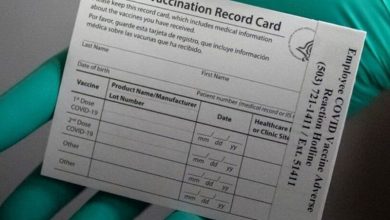 Vaccination Record Card
Please keep this record card, which includes medical information
about the vaccines you have received.
Por favor, guarde esta tarjeta de registro, que incluye información
médica sobre las vacunas que ha recibido.
Last Name
First Name
Date of birth
Patient number (medical record or IIS
Vaccine
Product Name/Manufacturer
Lot Number
Date
Healthcare
or Clinic Site
1st Dose
COVID-19
mm dd yy
2nd Dose
COVID-19
mm dd yy
Other
mm dd yy
Other
mm dd yy
Employee COVID Vaccine Adverse
Reaction Hotline
(503) 721-1411 / Ext. 51411